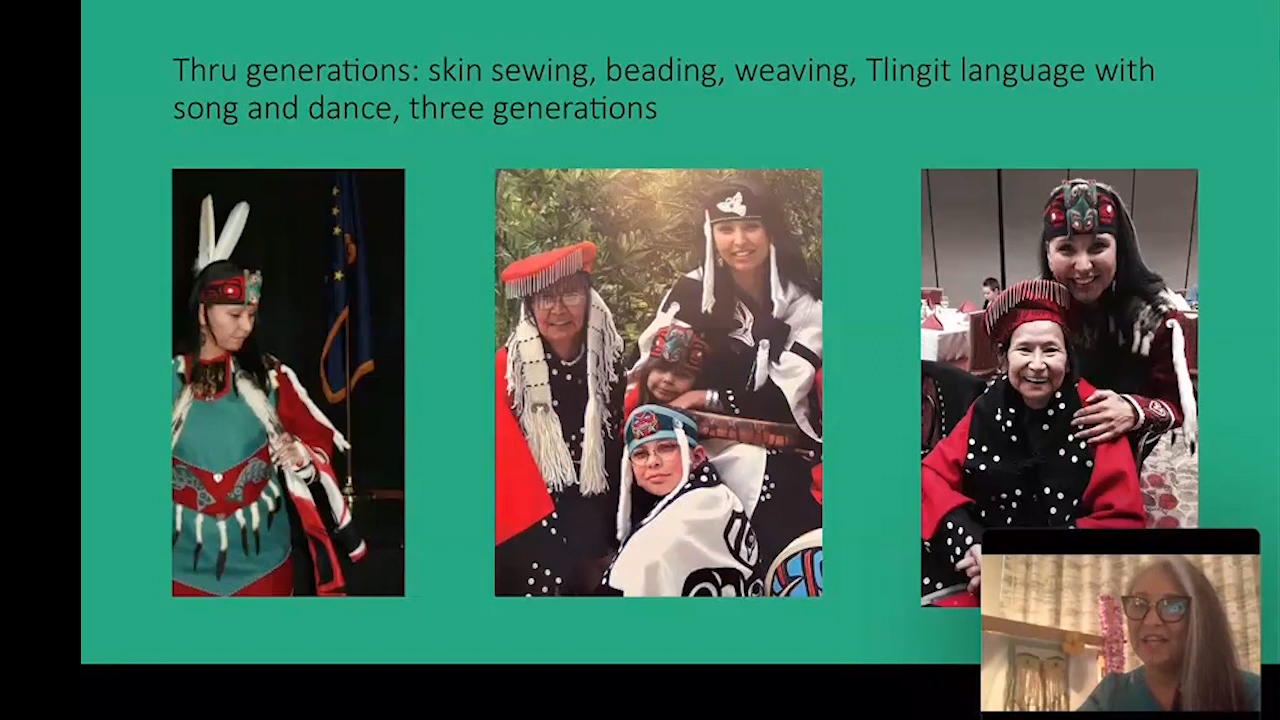 Thru generations: skin sewing, beading, weaving, Tlingit language with
song and dance, three generations